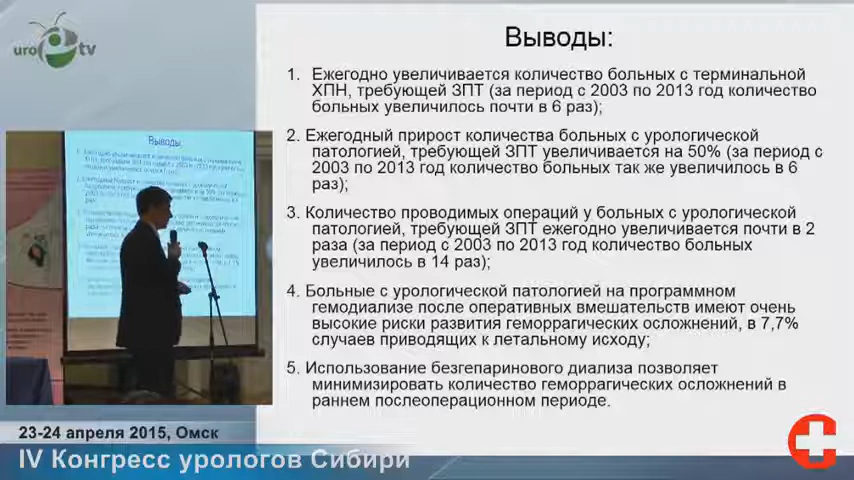 uro tv
Выводы:
1. Ежегодно увеличивается количество больных с терминальной
ХПН, требующей ЗПТ (за период с 2003 по 2013 год количество
больных увеличилось почти в 6 раз);
2. Ежегодный прирост количества больных с урологической
патологией, требующей ЗПТ увеличивается на 50% (за период с
2003 по 2013 год количество больных так же увеличилось в 6
раз);
3. Количество проводимых операций у больных с урологической
патологией, требующей ЗПТ ежегодно увеличивается почти в 2
раза (за период с 2003 по 2013 год количество больных
увеличилось в 14 раз);
4. Больные с урологической патологией на программном
гемодиализе после оперативных вмешательств имеют очень
высокие риски развития геморрагических осложнений, в 7,7%
случаев приводящих к летальному исходу;
5. Использование безгепаринового диализа позволяет
минимизировать количество геморрагических осложнений в
раннем послеоперационном периоде.
Выводы:
23-24 апреля 2015, Омск
IV Конгресс урологов Сибири